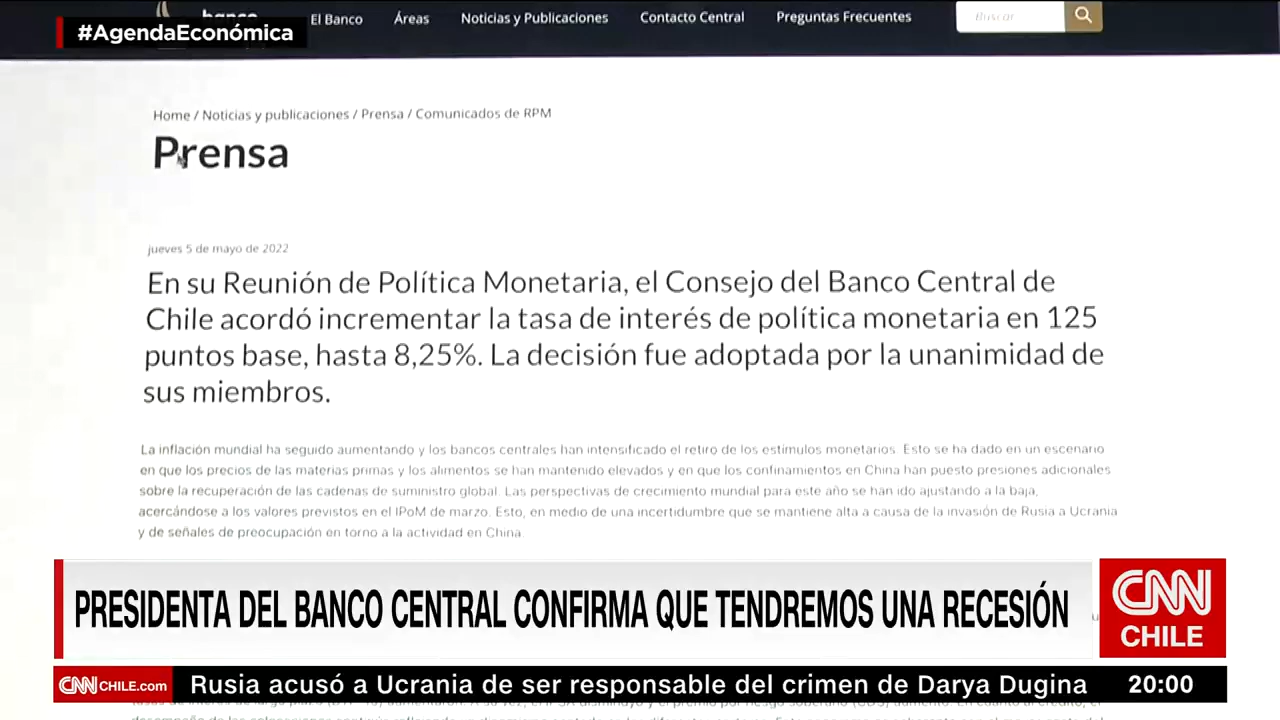 #AgendaEconómica
El Banco Áreas Noticias y Publicaciones Contacto Central Preguntas Frecuentes Buscar
Home / Noticias y publicaciones / Prensa / Comunicados de RPM
Prensa
jueves 5 de mayo de 2022
En su Reunión de Política Monetaria, el Consejo del Banco Central de
Chile acordó incrementar la tasa de interés de política monetaria en 125
puntos base, hasta 8,25%. La decisión fue adoptada por la unanimidad de
sus miembros.
La inflación mundial ha seguido aumentando y los bancos centrales han intensificado el retiro de los estímulos monetarios. Esto se ha dado en un escenario
en que los precios de las materias primas y los alimentos se han mantenido elevados y en que los confinamientos en China han puesto presiones adicionales
sobre la recuperación de las cadenas de suministro global. Las perspectivas de crecimiento mundial para este año se han ido ajustando a la baja,
acercándose a los valores previstos en el IPoM de marzo. Esto, en medio de una incertidumbre que se mantiene alta a causa de la invasión de Rusia a Ucrania
y de señales de preocupación en torno a la actividad en China.
PRESIDENTA DEL BANCO CENTRAL CONFIRMA QUE TENDREMOS UNA RECESIÓN
CNN
CHILE
CNNCHILE.com Rusia acusó a Ucrania de ser responsable del crimen de Darya Dugina 20:00